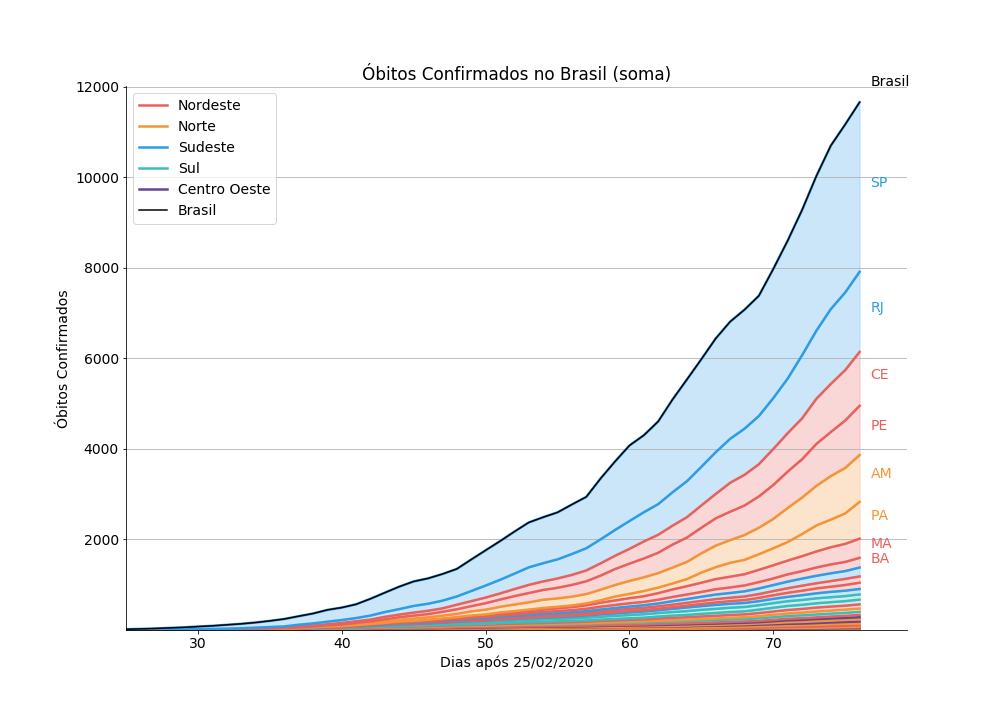 Óbitos Confirmados no Brasil (soma)
Brasil
12000
10000
8000
6000
4000
2000
Óbitos Confirmados
Nordeste
Norte
Sudeste
Sul
Centro Oeste
Brasil
SP
RJ
CE
PE
AM
PA
MA
BA
30
40
50
60
70
Dias após 25/02/2020